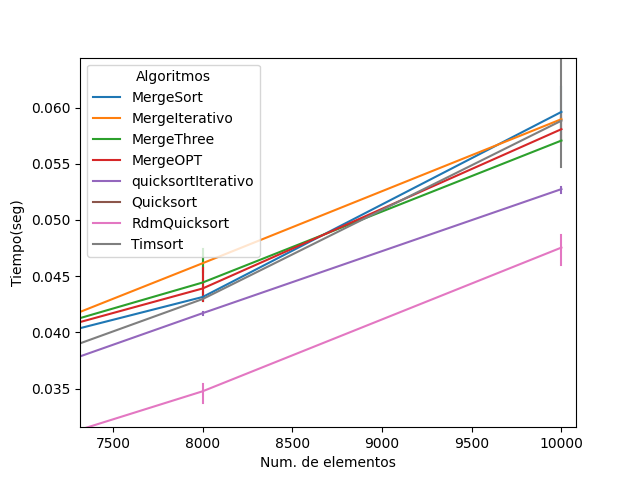 Algoritmos
MergeSort
MergeIterativo
MergeThree
MergeOPT
quicksortIterativo
Quicksort
RdmQuicksort
Timsort
Tiempo(seg)
0.060
0.055
0.050
0.045
0.040
0.035
7500 8000 8500 9000 9500 10000
Num. de elementos